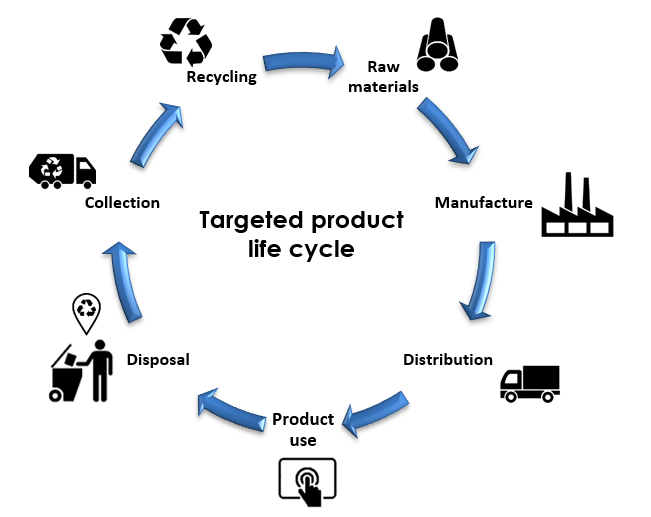 Recycling
Raw
materials
Collection
Manufacture
Targeted product
life cycle
Disposal
Distribution
Product
use